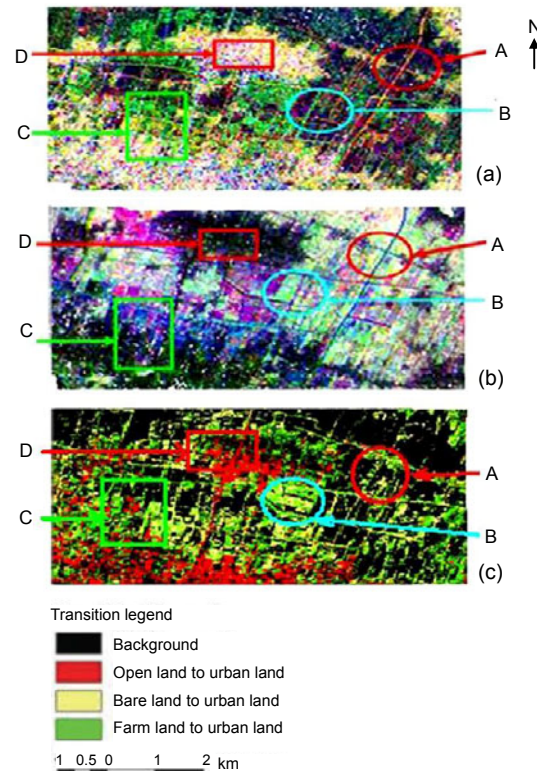 N
D
A
B
C
(a)
D
A
B
C
(b)
D
A
C
B
(c)
Transition legend
Background
Open land to urban land
Bare land to urban land
Farm land to urban land
1 0.5 0 1 2 km